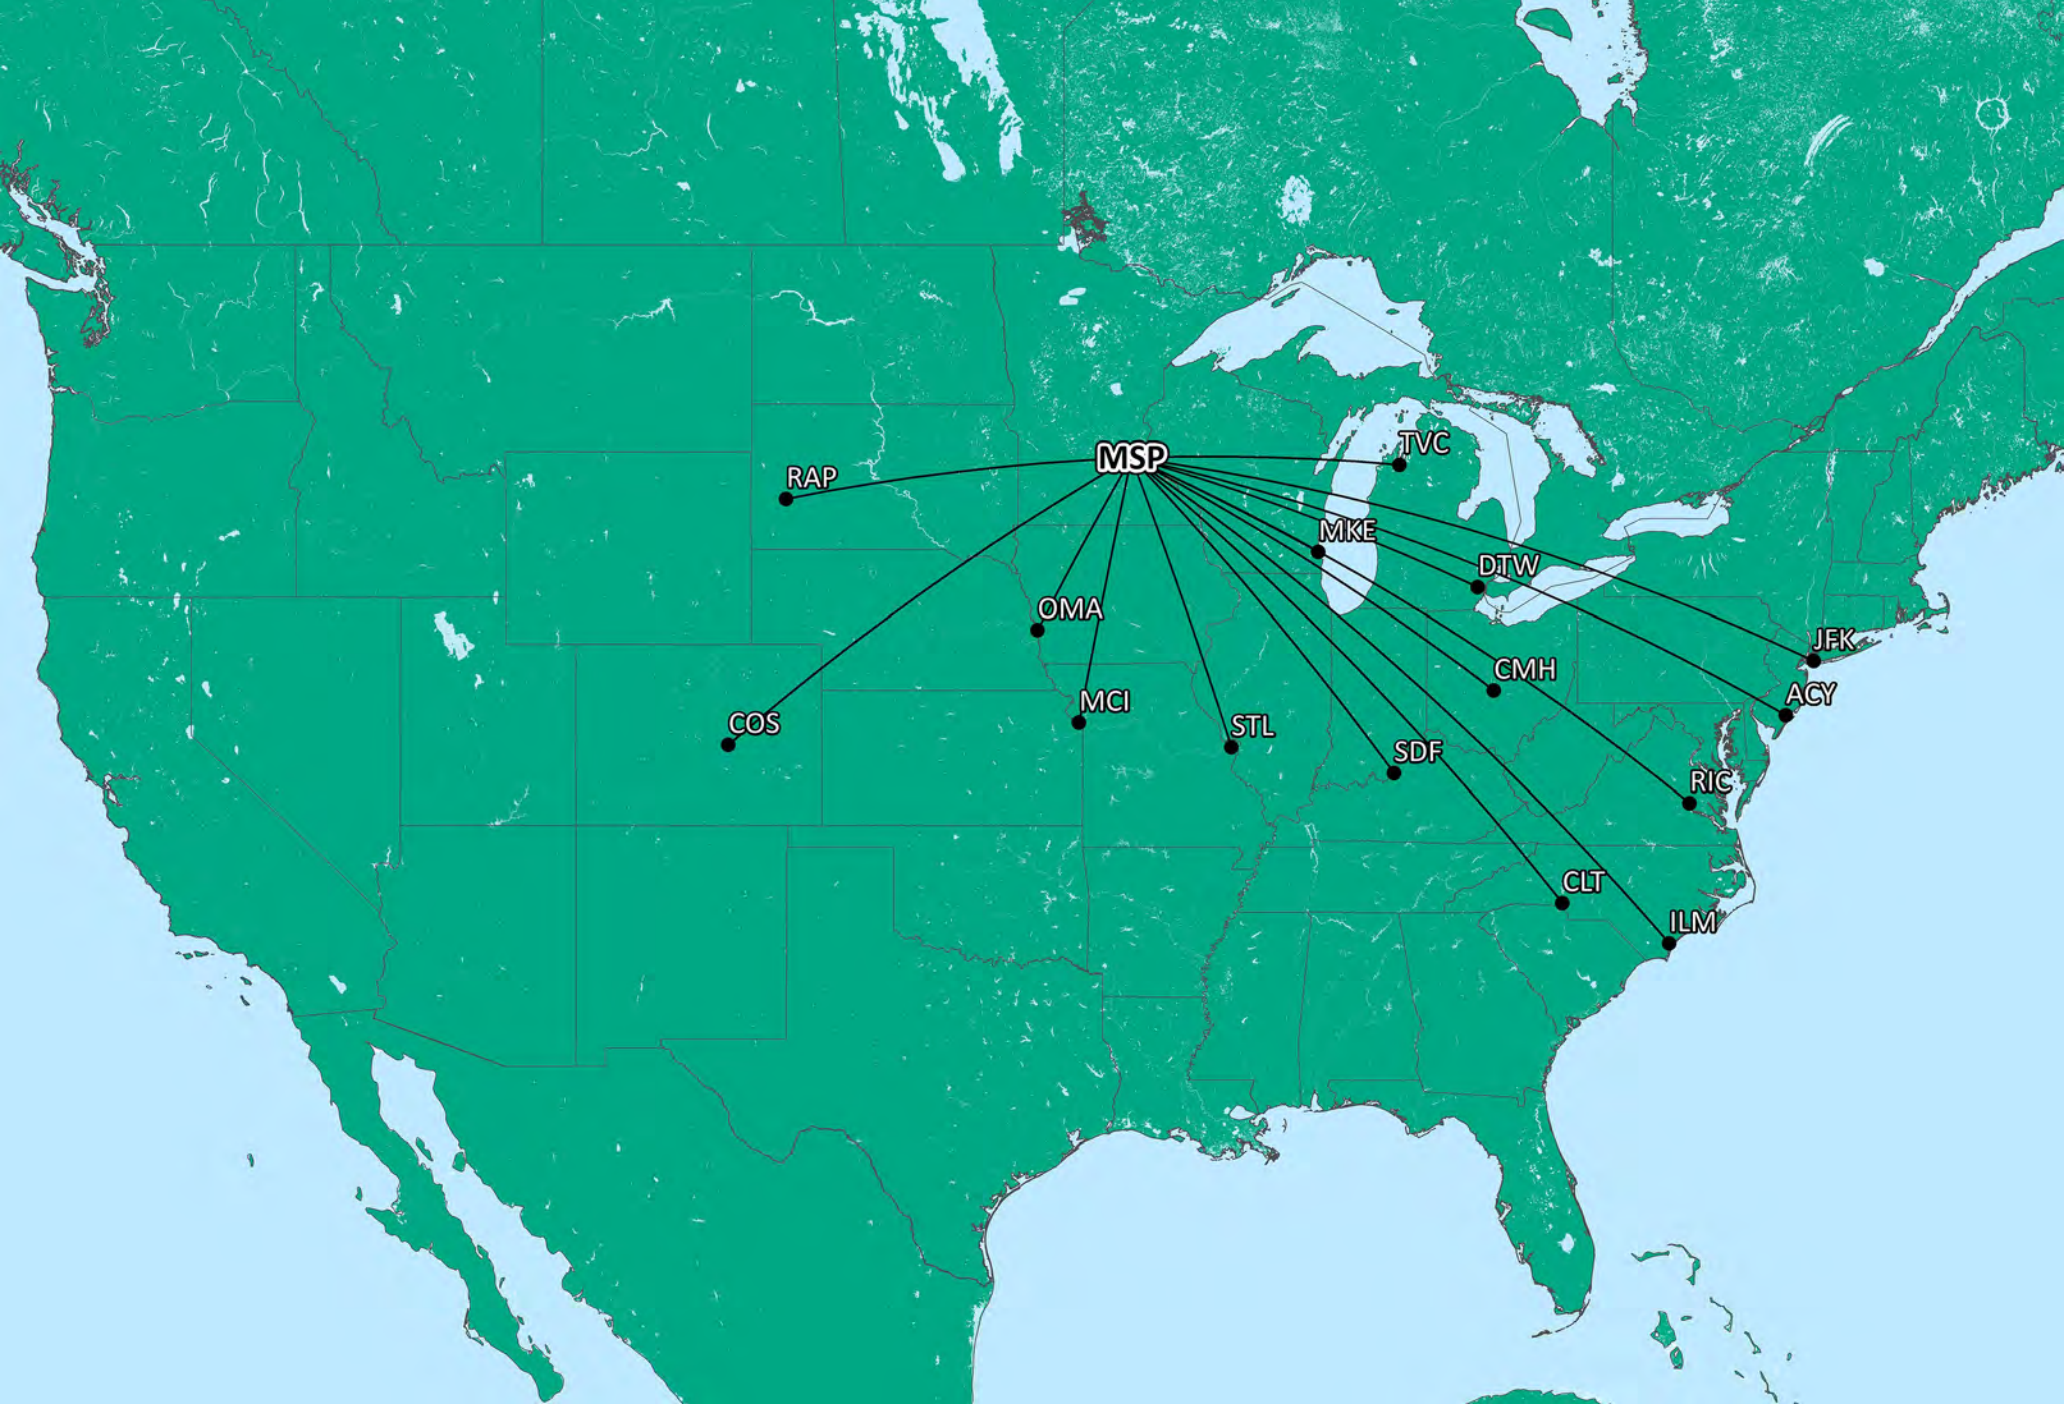 TVC
MSP
RAP
MKE
DTW
OMA
JFK
CMH
ACY
MCI
COS
STL
SDF
RIC
CLT
ILM